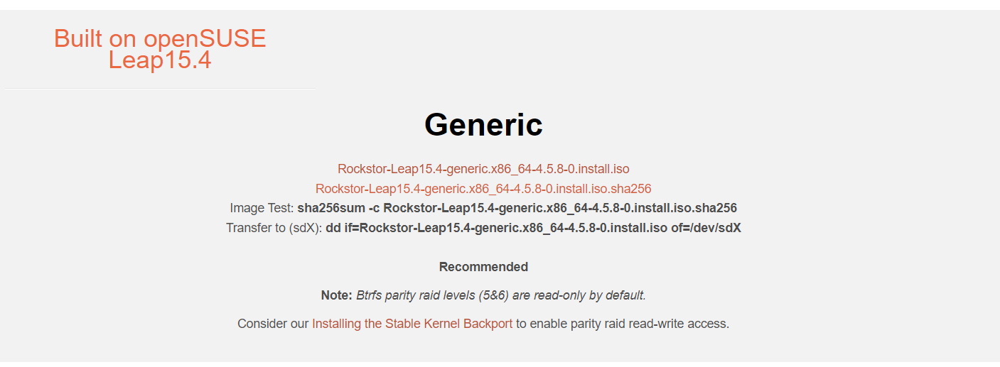 Built on openSUSE
Leap15.4
Generic
Rockstor-Leap15.4-generic.x86_64-4.5.8-0.install.iso
Rockstor-Leap15.4-generic.x86_64-4.5.8-0.install.iso.sha256
Image Test: sha256sum -c Rockstor-Leap15.4-generic.x86_64-4.5.8-0.install.iso.sha256
Transfer to (sdX): dd if=Rockstor-Leap15.4-generic.x86_64-4.5.8-0.install.iso of=/dev/sdX
Recommended
Note: Btrfs parity raid levels (5&6) are read-only by default.
Consider our Installing the Stable Kernel Backport to enable parity raid read-write access.